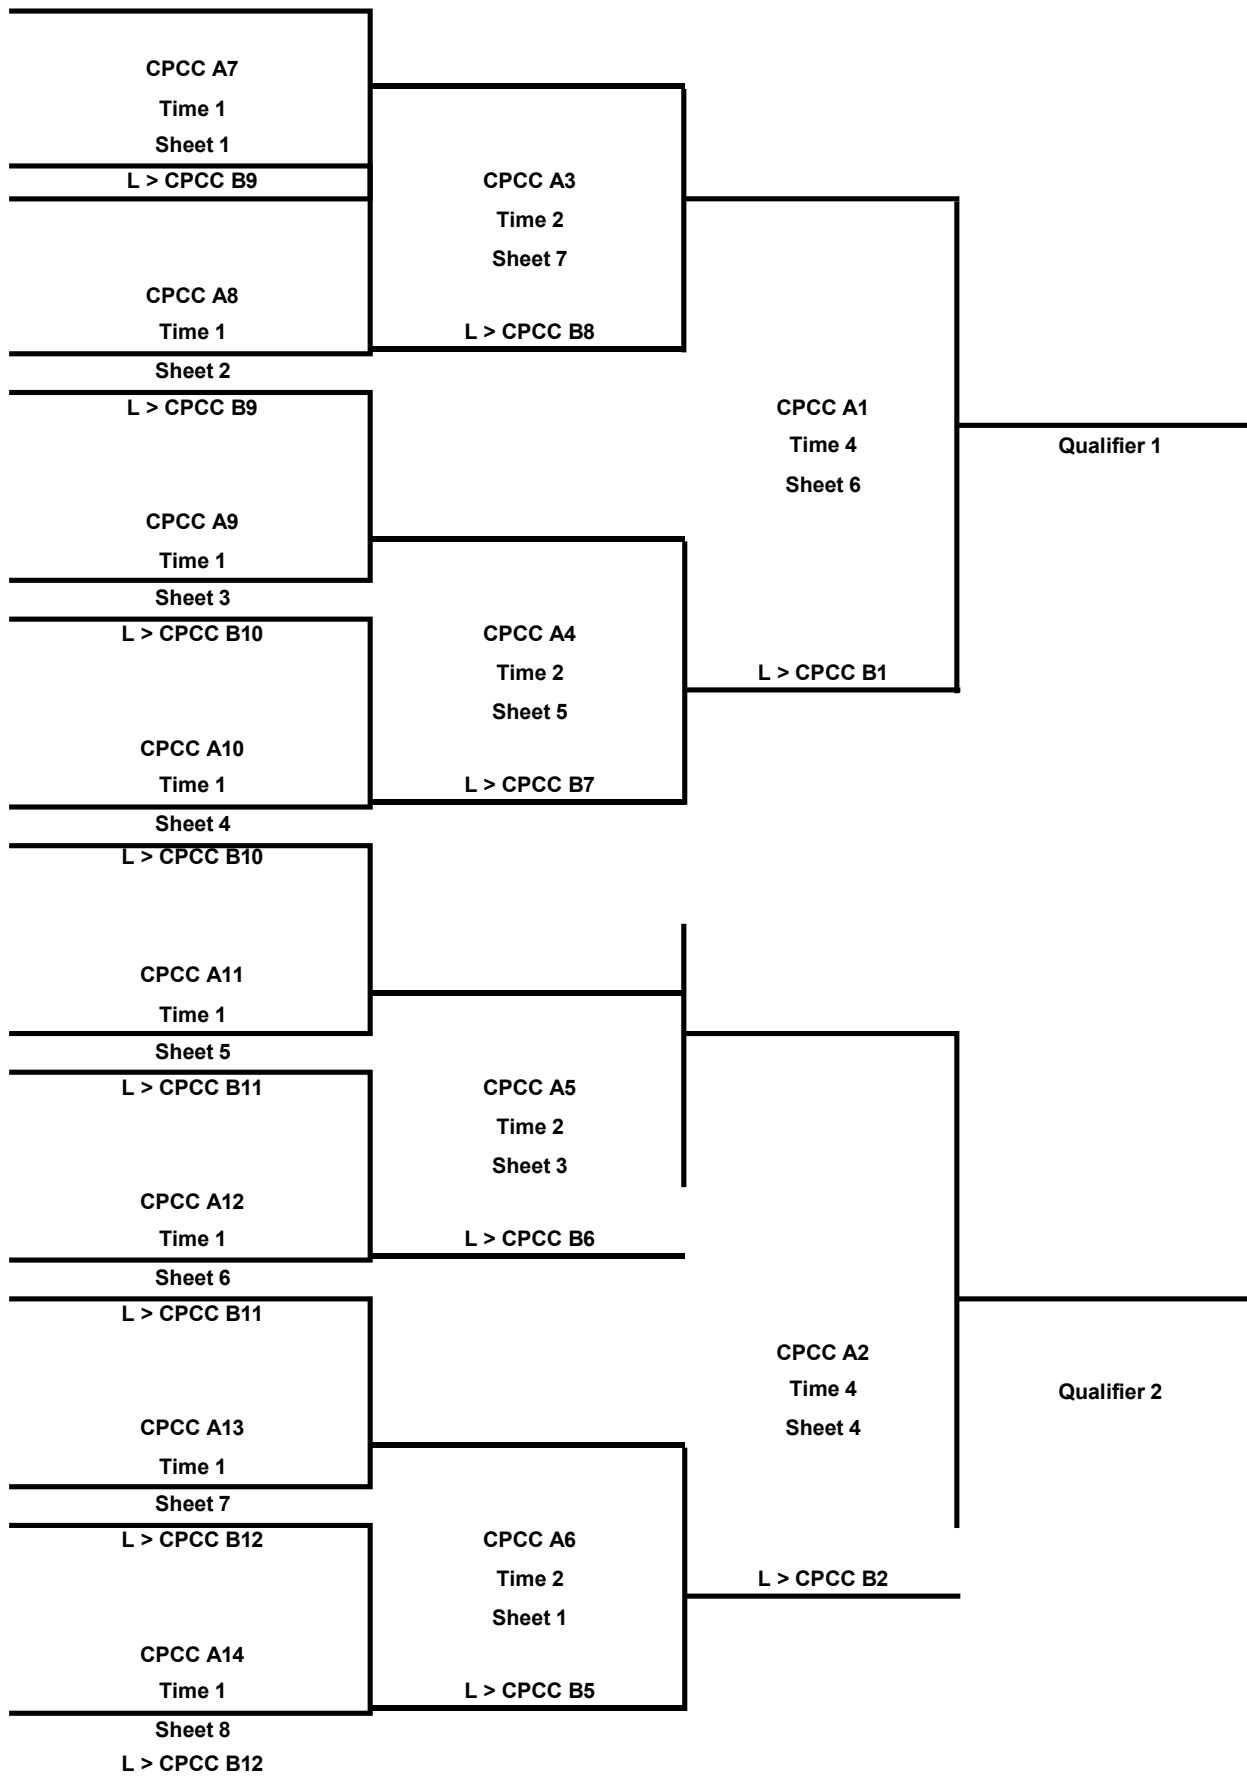 CPCC A7
Time 1
Sheet 1
L > CPCC B9
CPCC A8
Time 1
Sheet 2
L > CPCC B9
CPCC A9
Time 1
Sheet 3
L > CPCC B10
CPCC A10
Time 1
Sheet 4
L > CPCC B10
CPCC A11
Time 1
Sheet 5
L > CPCC B11
CPCC A12
Time 1
Sheet 6
L > CPCC B11
CPCC A13
Time 1
Sheet 7
L > CPCC B12
CPCC A14
Time 1
Sheet 8
L > CPCC B12
CPCC A3
Time 2
Sheet 7
L > CPCC B8
CPCC A4
Time 2
Sheet 5
L > CPCC B7
CPCC A5
Time 2
Sheet 3
L > CPCC B6
CPCC A6
Time 2
Sheet 1
L > CPCC B5
CPCC A1
Time 4
Sheet 6
L > CPCC B1
CPCC A2
Time 4
Sheet 4
L > CPCC B2
Qualifier 1
Qualifier 2